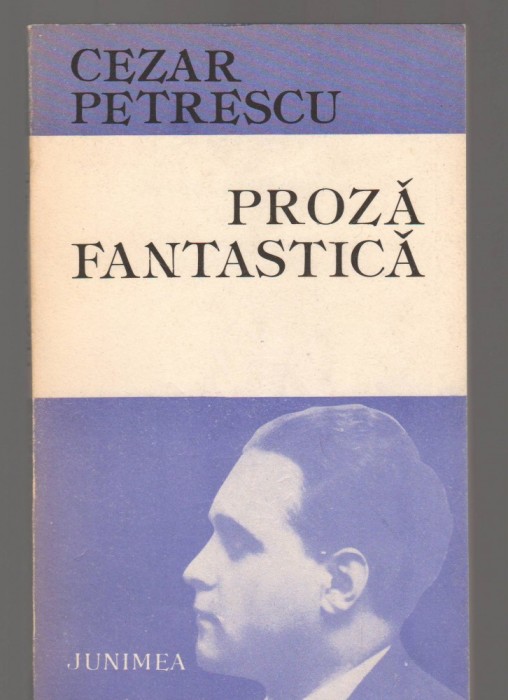 CEZAR
PETRESCU
PROZĂ
FANTASTICĂ
JUNIMEA